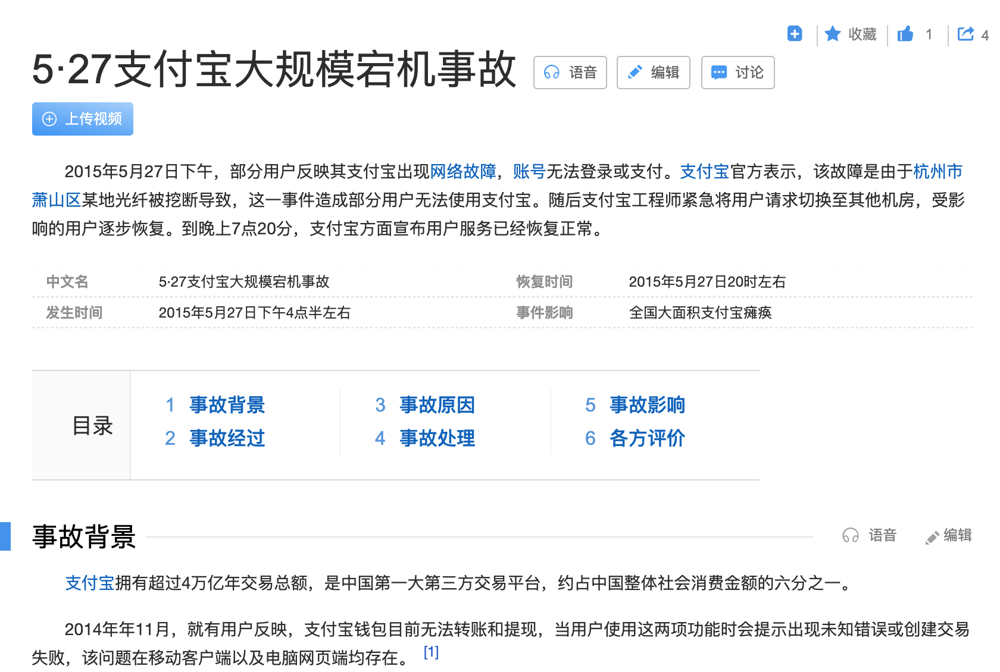 收藏 1 4
5·27支付宝大规模宕机事故 语音 编辑 讨论
上传视频
2015年5月27日下午，部分用户反映其支付宝出现网络故障，账号无法登录或支付。支付宝官方表示，该故障是由于杭州市
萧山区某地光纤被挖断导致，这一事件造成部分用户无法使用支付宝。随后支付宝工程师紧急将用户请求切换至其他机房，受影
响的用户逐步恢复。到晚上7点20分，支付宝方面宣布用户服务已经恢复正常。
中文名 5·27支付宝大规模宕机事故 恢复时间 2015年5月27日20时左右
发生时间 2015年5月27日下午4点半左右 事件影响 全国大面积支付宝瘫痪
目录
1 事故背景 3 事故原因 5 事故影响
2 事故经过 4 事故处理 6 各方评价
事故背景 语音 编辑
支付宝拥有超过4万亿年交易总额，是中国第一大第三方交易平台，约占中国整体社会消费金额的六分之一。
2014年年11月，就有用户反映，支付宝钱包目前无法转账和提现，当用户使用这两项功能时会提示出现未知错误或创建交易
失败，该问题在移动客户端以及电脑网页端均存在。 [1]